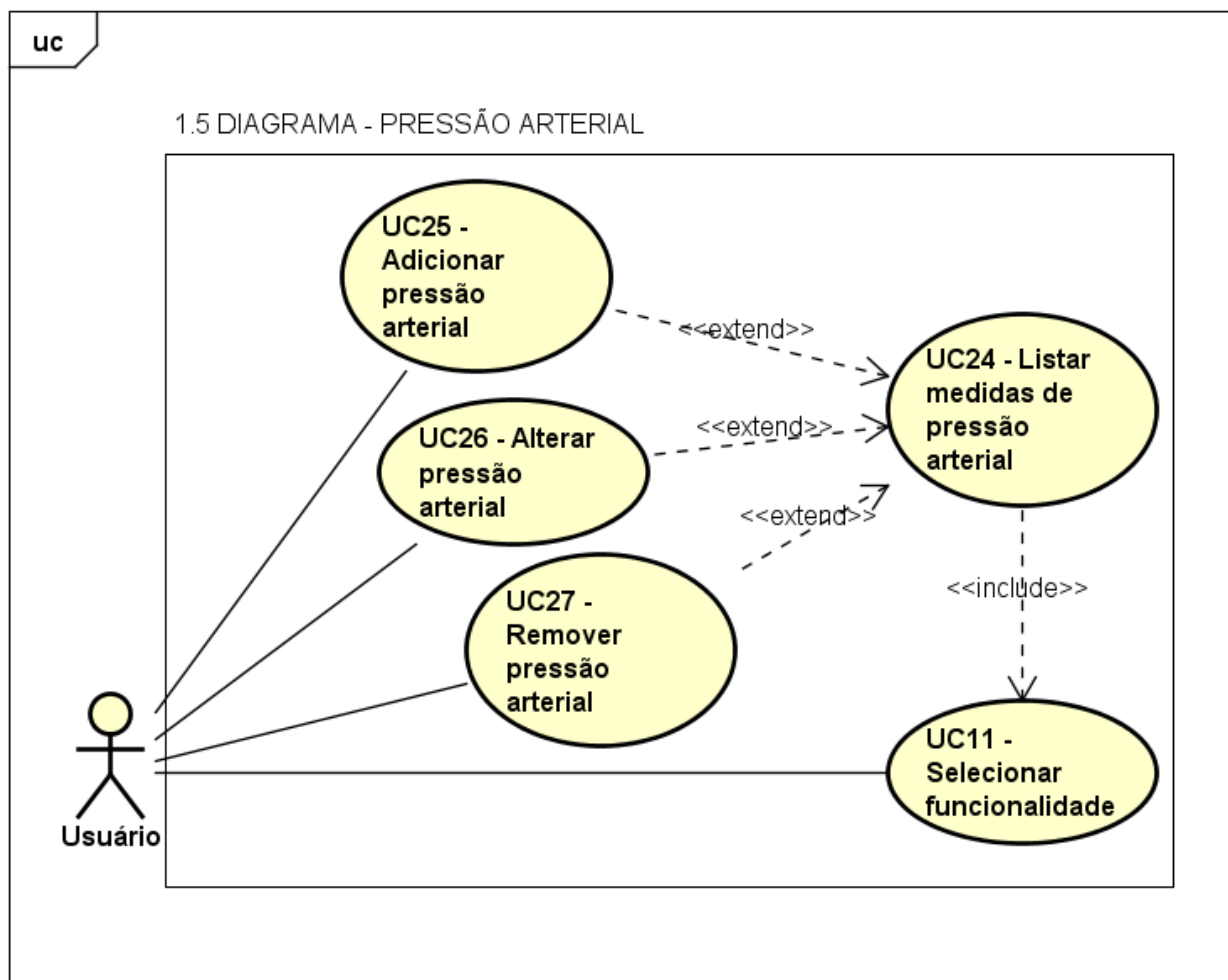 uc
1.5 DIAGRAMA - PRESSÃO ARTERIAL
UC25 -
Adicionar
pressão
arterial
<<extend>>
UC24 - Listar
medidas de
pressão
arterial
UC26 - Alterar
pressão
arterial
<<extend>>
<<extend>>
UC27 -
Remover
pressão
arterial
<<include>>
UC11 -
Selecionar
funcionalidade
Usuário